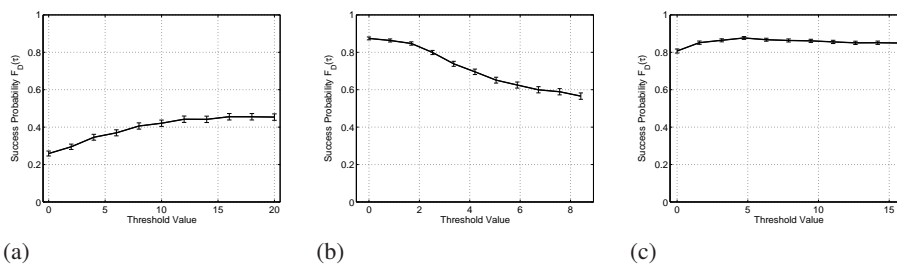 1
0.8
0.6
0.4
0.2
0
Success Probability F_D(τ)
0 5 10 15 20
Threshold Value
(a)
1
0.8
0.6
0.4
0.2
0
Success Probability F_D(τ)
0 2 4 6 8
Threshold Value
(b)
1
0.8
0.6
0.4
0.2
0
Success Probability F_D(τ)
0 5 10 15
Threshold Value
(c)